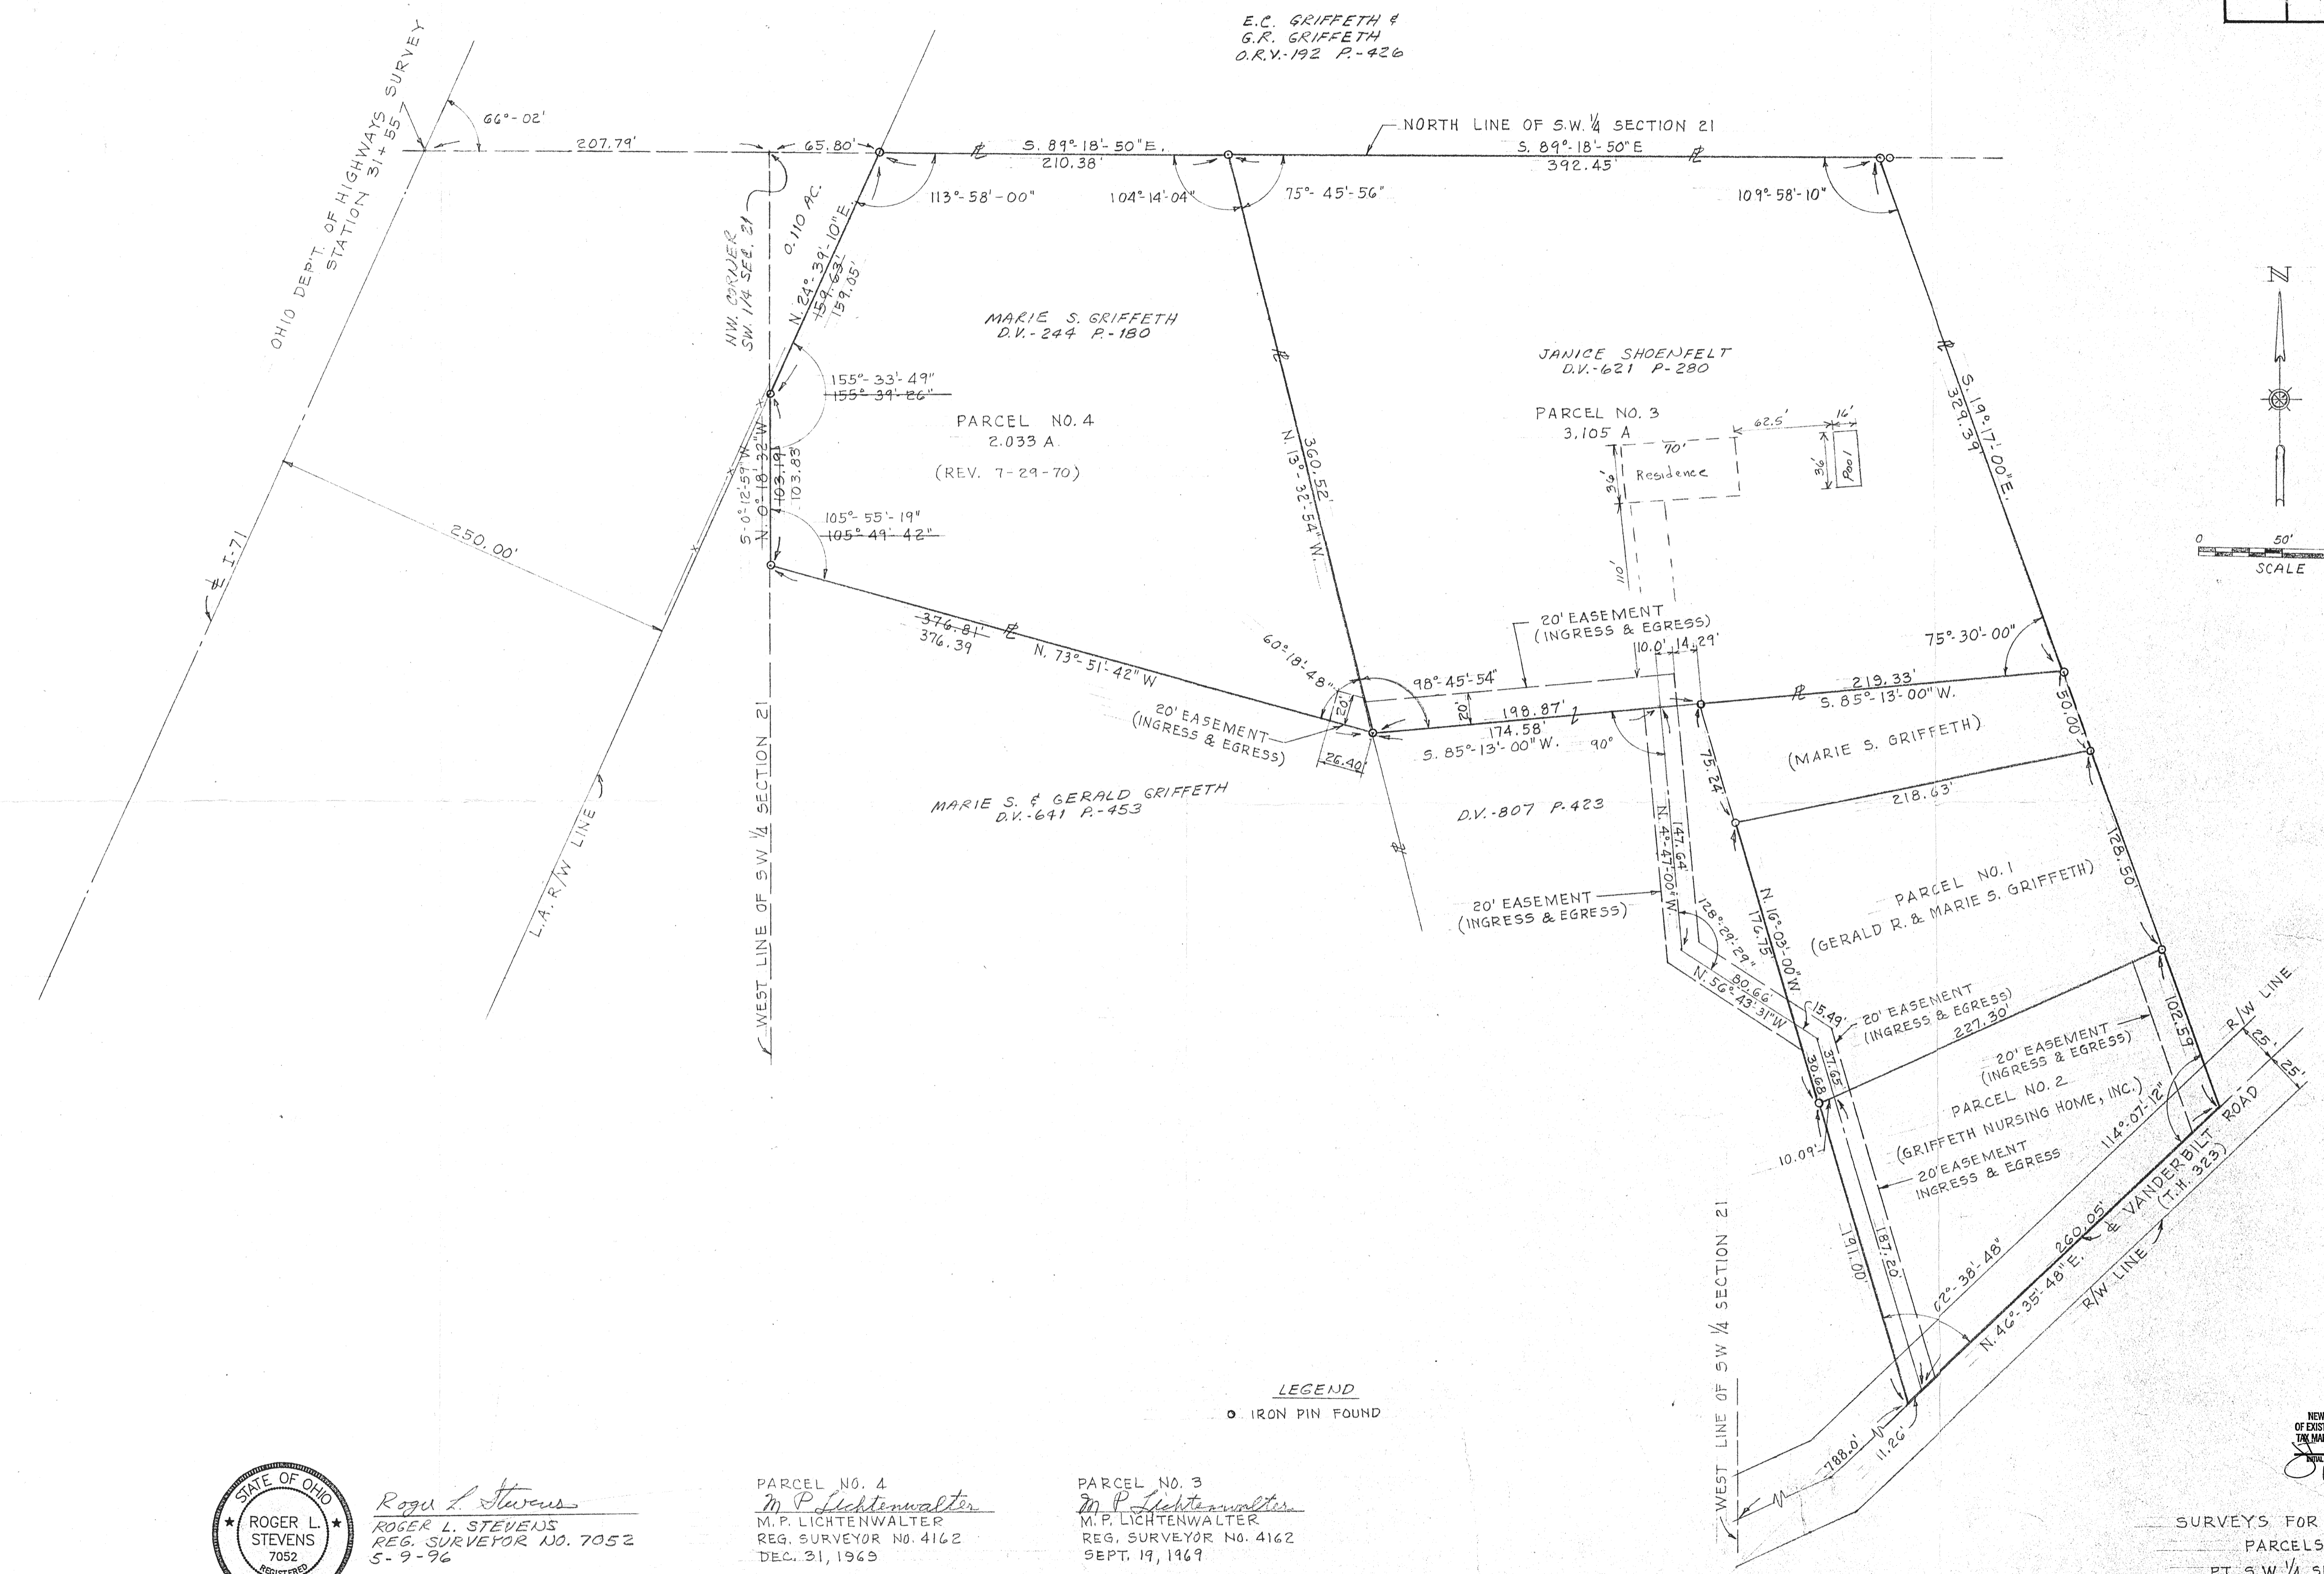 E.C. GRIFFETH &
G.R. GRIFFETH
O.R.V.-192 P.-426
OHIO DEP'T. OF HIGHWAYS SURVEY
STATION 31+55
66°-02'
207.79'
65.80'
S. 89°-18'-50"E.
210.38'
NORTH LINE OF S.W. 1/4 SECTION 21
S. 89°-18'-50"E
392.45'
113°-58'-00"
104°-14'-04"
75°-45'-56"
109°-58'-10"
NW. CORNER
SW. 1/4 SEC. 21
0.110 AC.
N. 24°-39'-10"E.
159.63'
159.05'
MARIE S. GRIFFETH
D.V.-244 P.-180
JANICE SHOENFELT
D.V.-621 P-280
155°-33'-49"
155°-39'-26"
PARCEL NO. 4
2.033 A.
(REV. 7-29-70)
PARCEL NO. 3
3.105 A
70'
62.5'
16'
36'
Residence
36'
Pool
110'
S. 19°-17'-00"E.
329.39'
N
0 50'
SCALE
S-0°-12'-59"W.
N. 0°-18'-32"W.
103.19'
103.83'
105°-55'-19"
105°-49'-42"
360.52'
N. 13°-32'-54"W.
250.00'
℄ I-71
L.A. R/W LINE
376.81'
376.39
N. 73°-51'-42" W
60°-18'-48"
20'
98°-45'-54"
20'
20' EASEMENT
(INGRESS & EGRESS)
10.0'
14.29'
75°-30'-00"
219.33'
S. 85°-13'-00"W.
50.00'
198.87'
174.58'
S. 85°-13'-00"W.
90°
20' EASEMENT
(INGRESS & EGRESS)
26.40'
(MARIE S. GRIFFETH)
75.24'
218.63'
MARIE S. & GERALD GRIFFETH
D.V.-641 P.-453
D.V.-807 P-423
WEST LINE OF SW 1/4 SECTION 21
N. 4°-47'-00"W.
147.64'
20' EASEMENT
(INGRESS & EGRESS)
128°-29'-29"
N. 16°-03'-00"W.
176.75'
128.50'
PARCEL NO. 1
(GERALD R. & MARIE S. GRIFFETH)
80.66'
N. 56°-43'-31"W
15.49'
20' EASEMENT
(INGRESS & EGRESS)
227.30'
30.68'
37.65'
102.59
20' EASEMENT
(INGRESS & EGRESS)
PARCEL NO. 2
(GRIFFETH NURSING HOME, INC.)
20' EASEMENT
INGRESS & EGRESS
R/W LINE
25'
25'
114°-07'-12"
10.09'
191.00'
187.20'
62°-38'-48"
260.05'
N. 46°-35'-48"E.
℄ VANDERBILT ROAD
(T.H. 323)
R/W LINE
WEST LINE OF SW 1/4 SECTION 21
788.0'
11.26'
LEGEND
IRON PIN FOUND
STATE OF OHIO
ROGER L.
STEVENS
7052
REGISTERED
Roger L. Stevens
ROGER L. STEVENS
REG. SURVEYOR NO. 7052
5-9-96
PARCEL NO. 4
M P Lichtenwalter
M.P. LICHTENWALTER
REG. SURVEYOR NO. 4162
DEC. 31, 1969
PARCEL NO. 3
M P Lichtenwalter
M.P. LICHTENWALTER
REG. SURVEYOR NO. 4162
SEPT. 19, 1969
NEW
OF EXIST
TAX MA
SURVEYS FOR
PARCELS
PT. S.W. 1/4 S